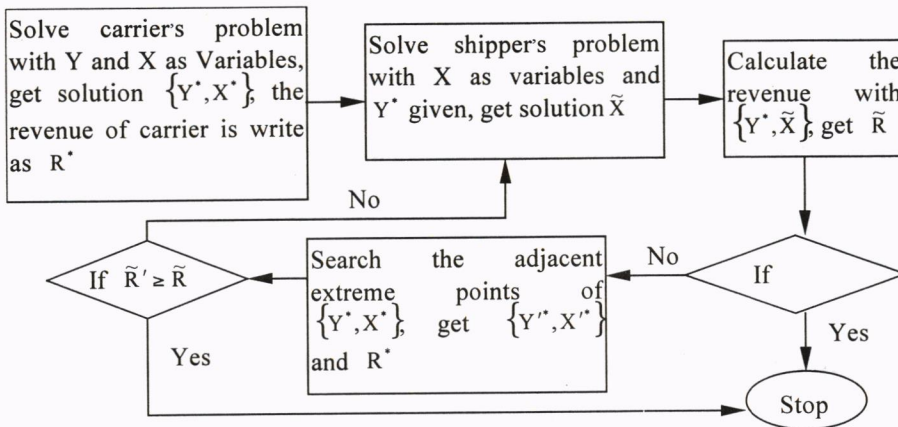 Solve carrier's problem
with Y and X as Variables,
get solution {Y*,X*}, the
revenue of carrier is write
as R*
Solve shipper's problem
with X as variables and
Y* given, get solution X̃
Calculate the
revenue with
{Y*,X̃}, get R̃
No
If R̃' ≥ R̃
Search the adjacent
extreme points of
{Y*,X*}, get {Y'*,X'*}
and R*
No
If
Yes
Yes
Stop